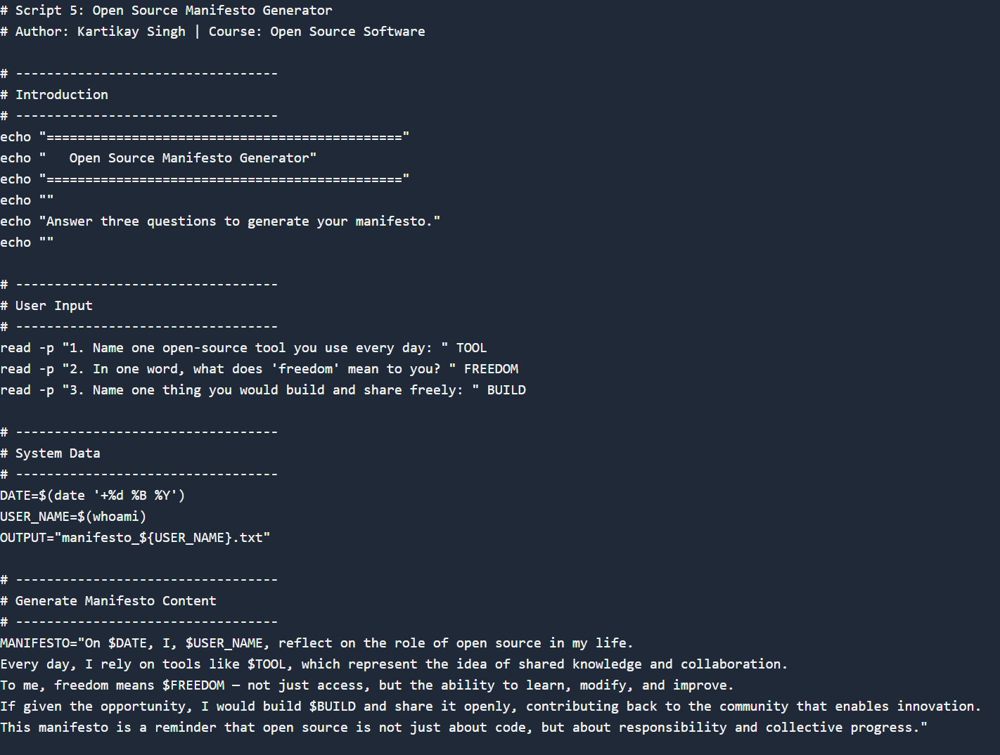 # Script 5: Open Source Manifesto Generator
# Author: Kartikay Singh | Course: Open Source Software
# ----------------------------------
# Introduction
# ----------------------------------
echo "=============================================="
echo "   Open Source Manifesto Generator"
echo "=============================================="
echo ""
echo "Answer three questions to generate your manifesto."
echo ""
# ----------------------------------
# User Input
# ----------------------------------
read -p "1. Name one open-source tool you use every day: " TOOL
read -p "2. In one word, what does 'freedom' mean to you? " FREEDOM
read -p "3. Name one thing you would build and share freely: " BUILD
# ----------------------------------
# System Data
# ----------------------------------
DATE=$(date '+%d %B %Y')
USER_NAME=$(whoami)
OUTPUT="manifesto_${USER_NAME}.txt"
# ----------------------------------
# Generate Manifesto Content
# ----------------------------------
MANIFESTO="On $DATE, I, $USER_NAME, reflect on the role of open source in my life.
Every day, I rely on tools like $TOOL, which represent the idea of shared knowledge and collaboration.
To me, freedom means $FREEDOM — not just access, but the ability to learn, modify, and improve.
If given the opportunity, I would build $BUILD and share it openly, contributing back to the community that enables innovation.
This manifesto is a reminder that open source is not just about code, but about responsibility and collective progress."